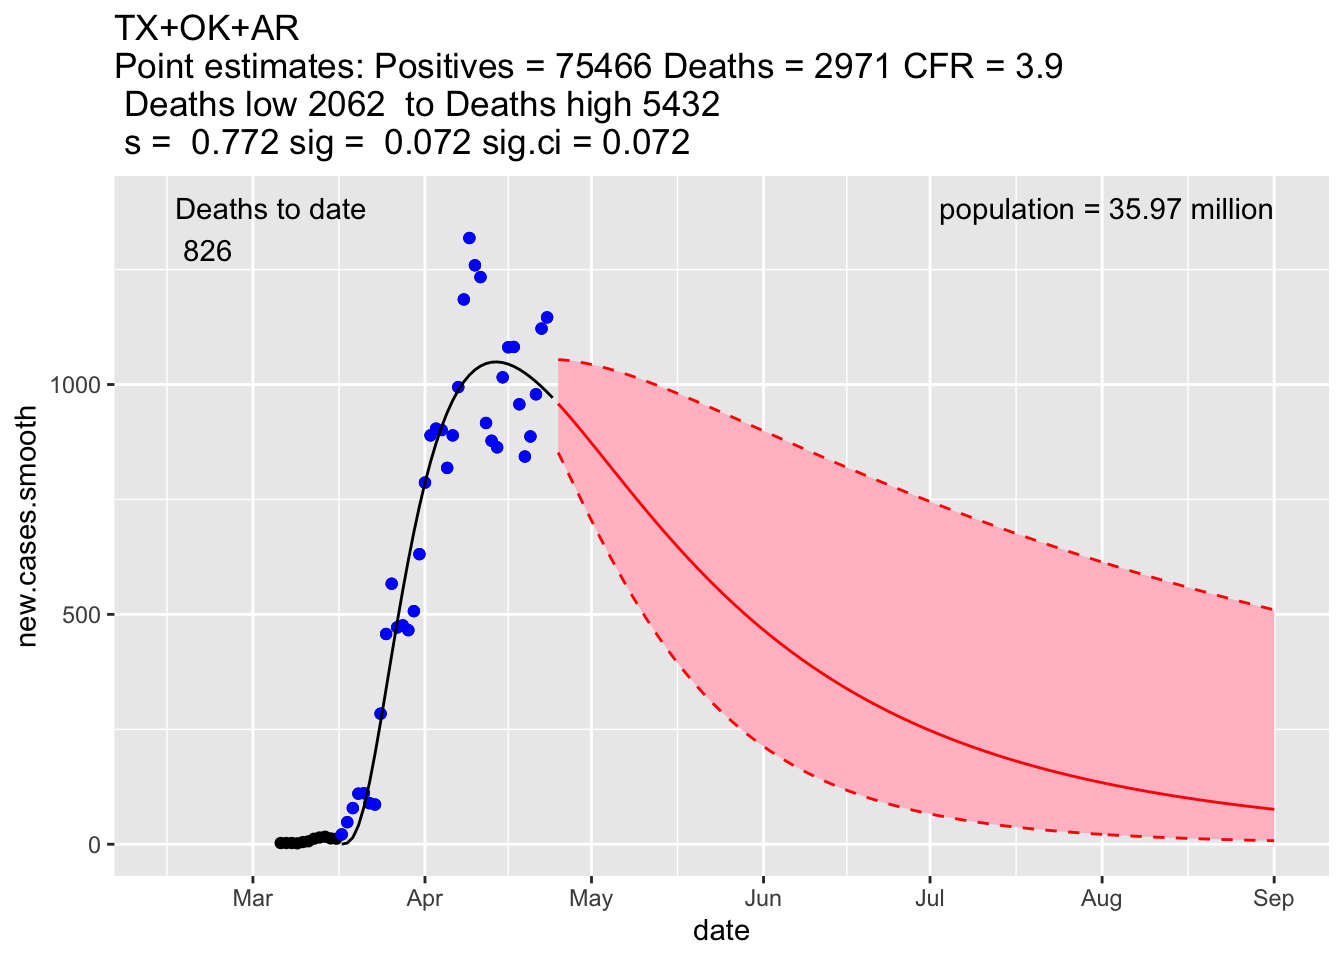 TX+OK+AR
Point estimates: Positives = 75466 Deaths = 2971 CFR = 3.9
Deaths low 2062  to Deaths high 5432
s =  0.772 sig =  0.072 sig.ci = 0.072
Deaths to date
826
population = 35.97 million
1000
500
0
new.cases.smooth
Mar
Apr
May
Jun
Jul
Aug
Sep
date